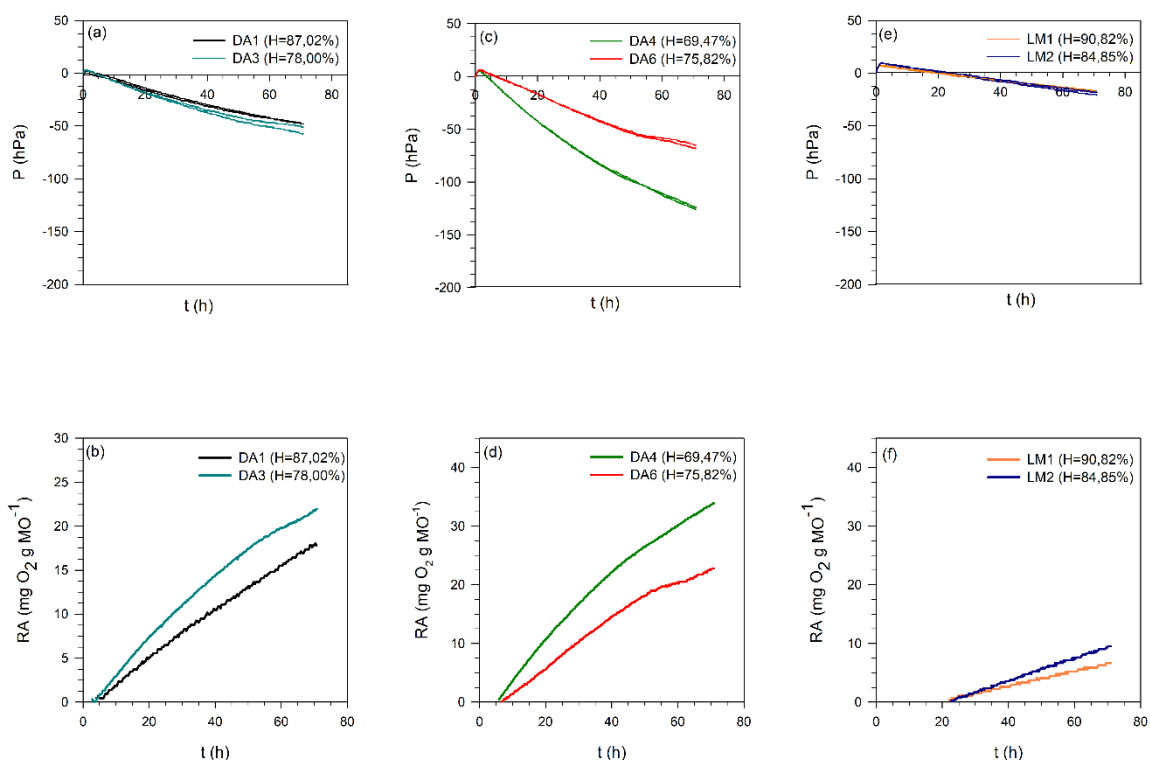 (a)
DA1 (H=87,02%)
DA3 (H=78,00%)
50
0
-50
-100
-150
-200
0
20
40
60
80
P (hPa)
t (h)
(c)
DA4 (H=69,47%)
DA6 (H=75,82%)
50
0
-50
-100
-150
-200
0
20
40
60
80
P (hPa)
t (h)
(e)
LM1 (H=90,82%)
LM2 (H=84,85%)
50
0
-50
-100
-150
-200
0
20
40
60
80
P (hPa)
t (h)
(b)
DA1 (H=87,02%)
DA3 (H=78,00%)
30
25
20
15
10
5
0
0
20
40
60
80
RA (mg O2 g MO-1)
t (h)
(d)
DA4 (H=69,47%)
DA6 (H=75,82%)
40
30
20
10
0
0
20
40
60
80
RA (mg O2 g MO-1)
t (h)
(f)
LM1 (H=90,82%)
LM2 (H=84,85%)
40
30
20
10
0
0
20
40
60
80
RA (mg O2 g MO-1)
t (h)